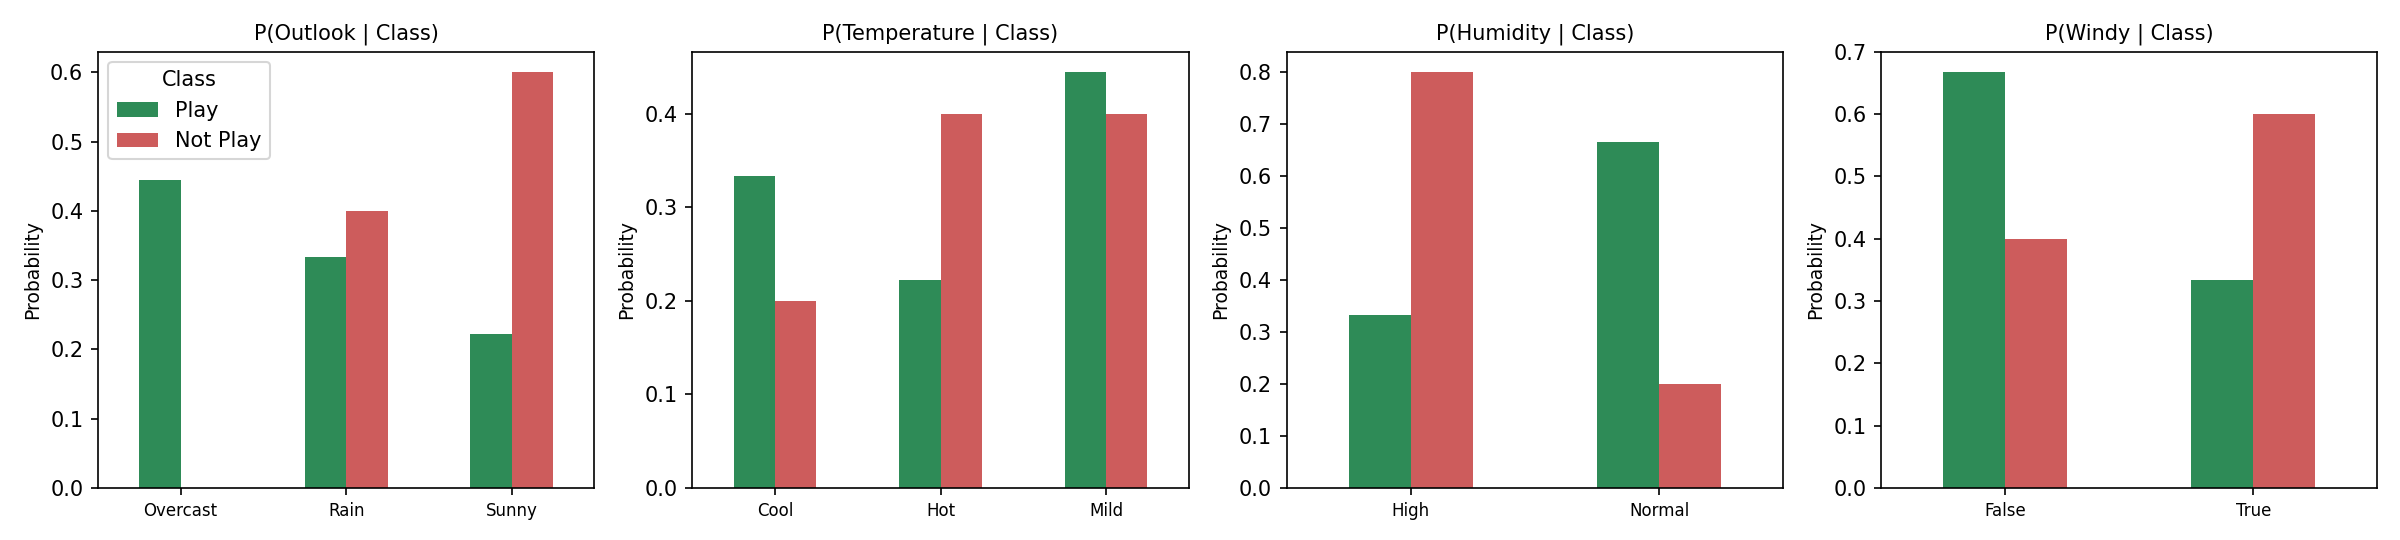 P(Outlook | Class)
Probability
0.6
0.5
0.4
0.3
0.2
0.1
0.0
Class
Play
Not Play
Overcast Rain Sunny
P(Temperature | Class)
Probability
0.4
0.3
0.2
0.1
0.0
Cool Hot Mild
P(Humidity | Class)
Probability
0.8
0.7
0.6
0.5
0.4
0.3
0.2
0.1
0.0
High Normal
P(Windy | Class)
Probability
0.7
0.6
0.5
0.4
0.3
0.2
0.1
0.0
False True